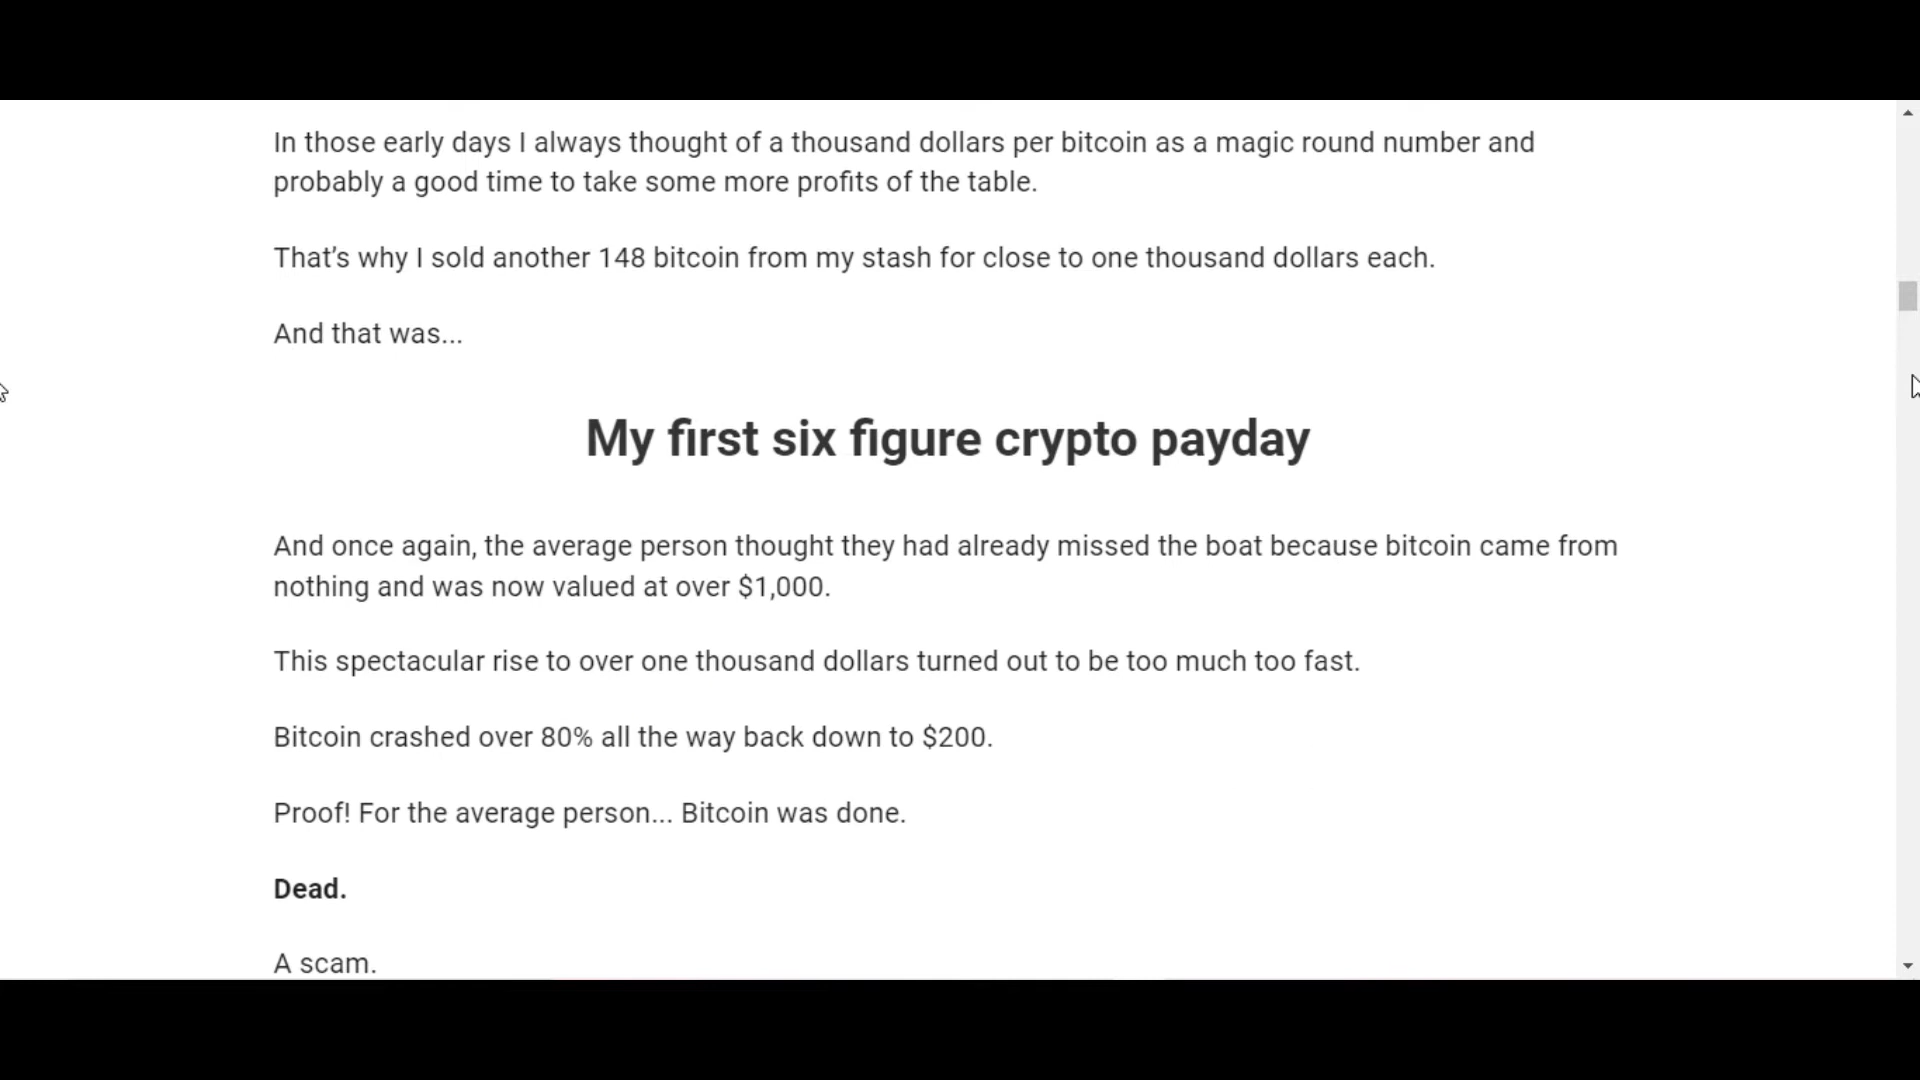 In those early days I always thought of a thousand dollars per bitcoin as a magic round number and
probably a good time to take some more profits of the table.
That’s why I sold another 148 bitcoin from my stash for close to one thousand dollars each.
And that was...
My first six figure crypto payday
And once again, the average person thought they had already missed the boat because bitcoin came from
nothing and was now valued at over $1,000.
This spectacular rise to over one thousand dollars turned out to be too much too fast.
Bitcoin crashed over 80% all the way back down to $200.
Proof! For the average person... Bitcoin was done.
Dead.
A scam.